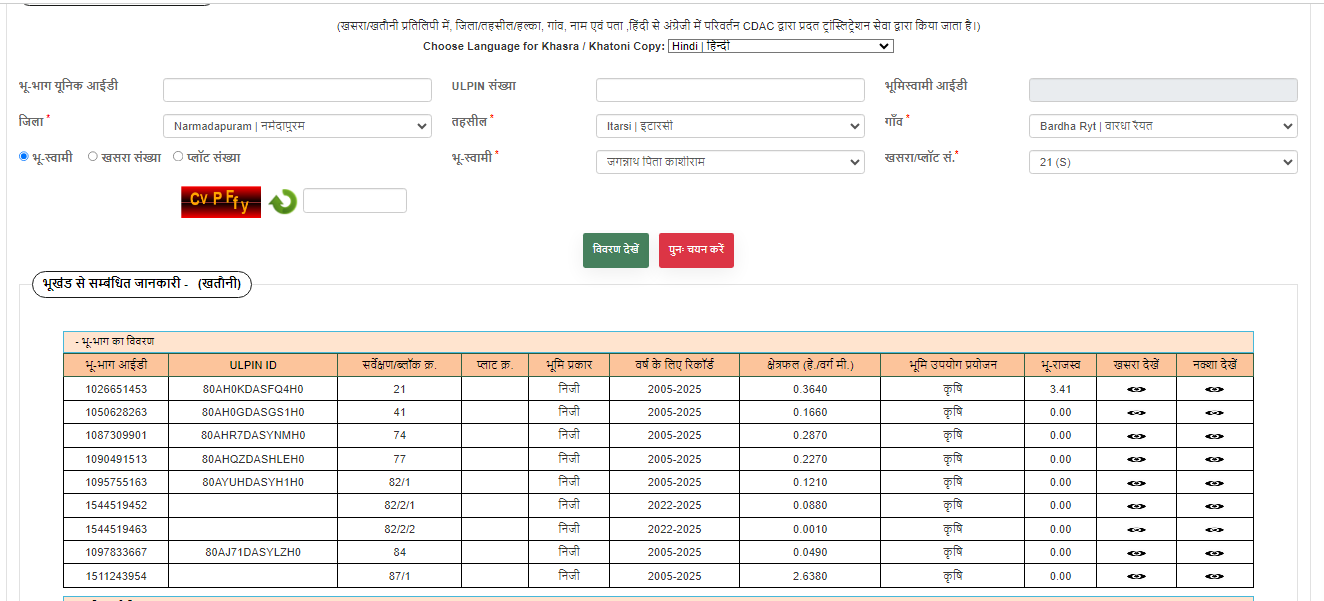 (खसरा/खतौनी प्रतिलिपी में, जिला/तहसील/हल्का, गांव, नाम एवं पता ,हिंदी से अंग्रेजी में परिवर्तन CDAC द्वारा प्रदत ट्रांस्लिट्रेशन सेवा द्वारा किया जाता है।)
Choose Language for Khasra / Khatoni Copy: Hindi | हिन्दी
भू-भाग यूनिक आईडी ULPIN संख्या भूमिस्वामी आईडी
जिला * Narmadapuram | नर्मदापुरम तहसील * Itarsi | इटारसी गाँव * Bardha Ryt | वारधा रैयत
भू-स्वामी खसरा संख्या प्लॉट संख्या भू-स्वामी * जगन्नाथ पिता काशीराम खसरा/प्लॉट सं.* 21 (S)
Cv P F f y
विवरण देखें पुनः चयन करें
भूखंड से सम्बंधित जानकारी - (खतौनी)
- भू-भाग का विवरण
भू-भाग आईडी ULPIN ID सर्वेक्षण/ब्लॉक क्र. प्लाट क्र. भूमि प्रकार वर्ष के लिए रिकॉर्ड क्षेत्रफल (हे./वर्ग मी.) भूमि उपयोग प्रयोजन भू-राजस्व खसरा देखें नक्शा देखें
1026651453 80AH0KDASFQ4H0 21 निजी 2005-2025 0.3640 कृषि 3.41
1050628263 80AH0GDASGS1H0 41 निजी 2005-2025 0.1660 कृषि 0.00
1087309901 80AHR7DASYNMH0 74 निजी 2005-2025 0.2870 कृषि 0.00
1090491513 80AHQZDASHLEH0 77 निजी 2005-2025 0.2270 कृषि 0.00
1095755163 80AYUHDASYH1H0 82/1 निजी 2005-2025 0.1210 कृषि 0.00
1544519452 82/2/1 निजी 2022-2025 0.0880 कृषि 0.00
1544519463 82/2/2 निजी 2022-2025 0.0010 कृषि 0.00
1097833667 80AJ71DASYLZH0 84 निजी 2005-2025 0.0490 कृषि 0.00
1511243954 87/1 निजी 2005-2025 2.6380 कृषि 0.00